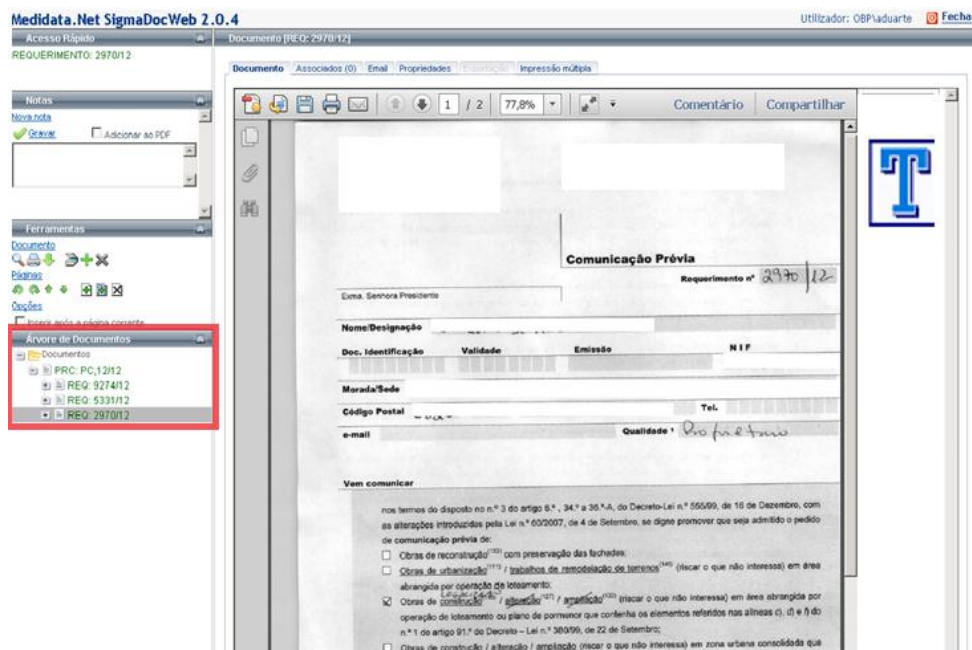 Medidata.Net SigmaDocWeb 2.0.4
Utilizador: OBP\aduarte
Fecha
Acesso Rápido
REQUERIMENTO: 2970/12
Notas
Nova nota
Gravar
Adicionar ao PDF
Ferramentas
Documento
Páginas
Opções
Inserir após a página corrente
Árvore de Documentos
Documentos
PRC: PC,12/12
REQ: 9274/12
REQ: 5331/12
REQ: 2970/12
Documento [REQ: 2970/12]
Documento Associados (0) Email Propriedades Impressão múltipla
1 / 2 77,8% Comentário Compartilhar
T
Comunicação Prévia
Requerimento nº 2970/12
Exma. Senhora Presidente
Nome/Designação
Doc. Identificação Validade Emissão NIF
Morada/Sede
Código Postal Tel.
e-mail Qualidade ¹ Proprietario
Vem comunicar
nos termos do disposto no n.º 3 do artigo 6.º , 34.º a 36.º-A, do Decreto-Lei n.º 555/99, de 16 de Dezembro, com
as alterações introduzidas pela Lei n.º 60/2007, de 4 de Setembro, se digne promover que seja admitido o pedido
de comunicação prévia de:
Obras de reconstrução com preservação das fachadas;
Obras de urbanização / trabalhos de remodelação de terrenos (riscar o que não interessa) em área
abrangida por operação de loteamento;
Obras de construção / alteração / ampliação (riscar o que não interessa) em área abrangida por
operação de loteamento ou plano de pormenor que contenha os elementos referidos nas alíneas c), d) e f) do
n.º 1 do artigo 91.º do Decreto – Lei n.º 380/99, de 22 de Setembro;
Obras de construção / alteração / ampliação (riscar o que não interessa) em zona urbana consolidada que